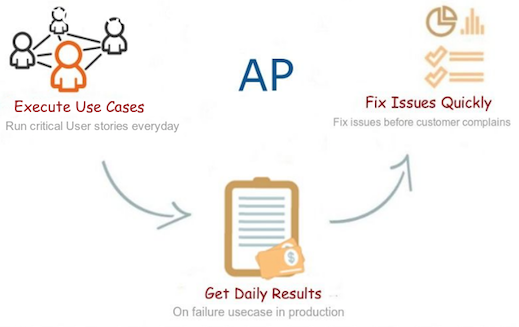 AP
Execute Use Cases
Run critical User stories everyday
Fix Issues Quickly
Fix issues before customer complains
$
Get Daily Results
On failure usecase in production